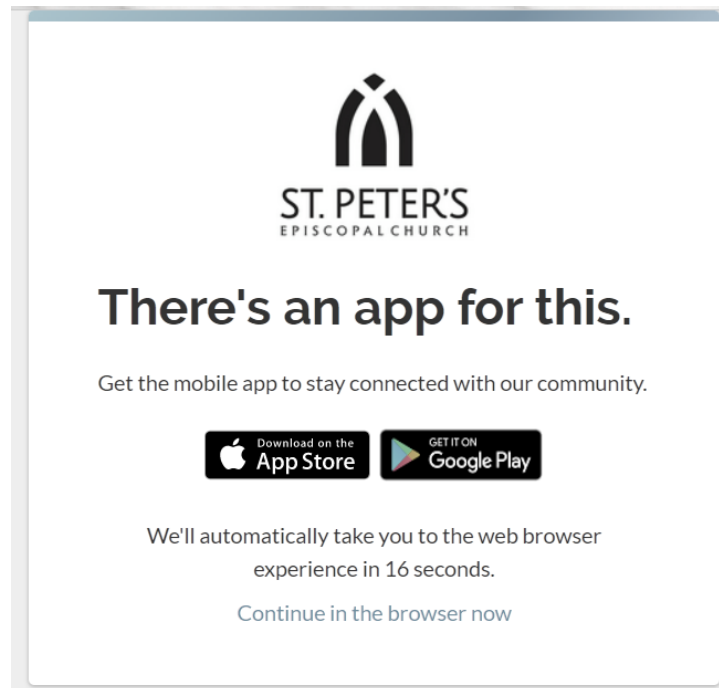 ST. PETER'S
EPISCOPAL CHURCH
There's an app for this.
Get the mobile app to stay connected with our community.
Download on the
App Store
GET IT ON
Google Play
We'll automatically take you to the web browser
experience in 16 seconds.
Continue in the browser now